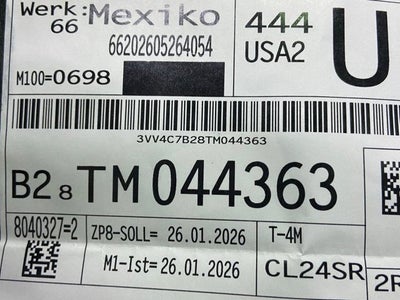 Werk: Mexiko
66
66202605264054
444
USA2
U
M100=0698
3VV4C7B28TM044363
B2 8 TM 044363
8040327=2
ZP8-SOLL= 26.01.2026
T-4M
M1-Ist= 26.01.2026
CL24SR
2R